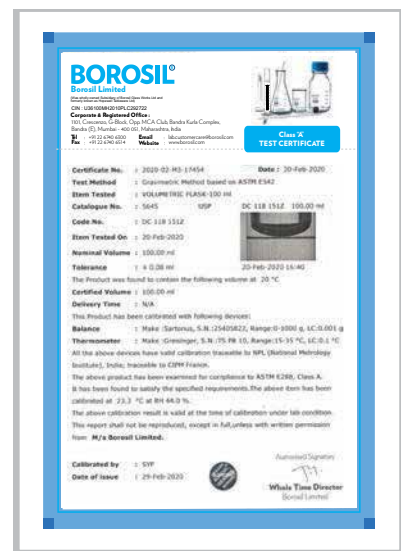 BOROSIL®
Borosil Limited
CIN : U36100MH2010PLC292722
Corporate & Registered Office :
1101, Crescenzo, G-Block, Opp. MCA Club, Bandra Kurla Complex,
Bandra (E), Mumbai - 400 051, Maharashtra, India
Tel : +91 22 6740 6300 Email : labcustomercare@borosil.com
Fax : +91 22 6740 6514 Website : www.borosil.com
Class 'A'
TEST CERTIFICATE
Certificate No. : 2020-02-M3-17454 Date : 20-Feb-2020
Test Method : Gravimetric Method based on ASTM E542
Item Tested : VOLUMETRIC FLASK-100 ml
Catalogue No. : 5645 USP DC 118 151Z 100.00 ml
Code No. : DC 118 151Z
Item Tested On : 20-Feb-2020
Nominal Volume : 100.00 ml
Tolerance : ± 0.08 ml 20-Feb-2020 16:40
The Product was found to contain the following volume at 20 °C
Certified Volume : 100.00 ml
Delivery Time : N/A
This Product has been calibrated with following devices:
Balance : Make :Sartorius, S.N.:25405822, Range:0-1000 g, LC:0.001 g
Thermometer : Make :Gressinger, S.N.:TS PB 10, Range:15-35 °C, LC:0.1 °C
All the above devices have valid calibration traceable to NPL (National Metrology
Institute), India; traceable to CIPM France.
The above product has been examined for compliance to ASTM E288, Class A.
It has been found to satisfy the specified requirements.The above item has been
calibrated at 23.3 °C at RH 44.0 %.
The above calibration result is valid at the time of calibration under lab condition.
This report shall not be reproduced, except in full,unless with written permission
from M/s Borosil Limited.
Authorised Signatory
Calibrated by : SYP
Date of issue : 29-Feb-2020
Whole Time Director
Borosil Limited